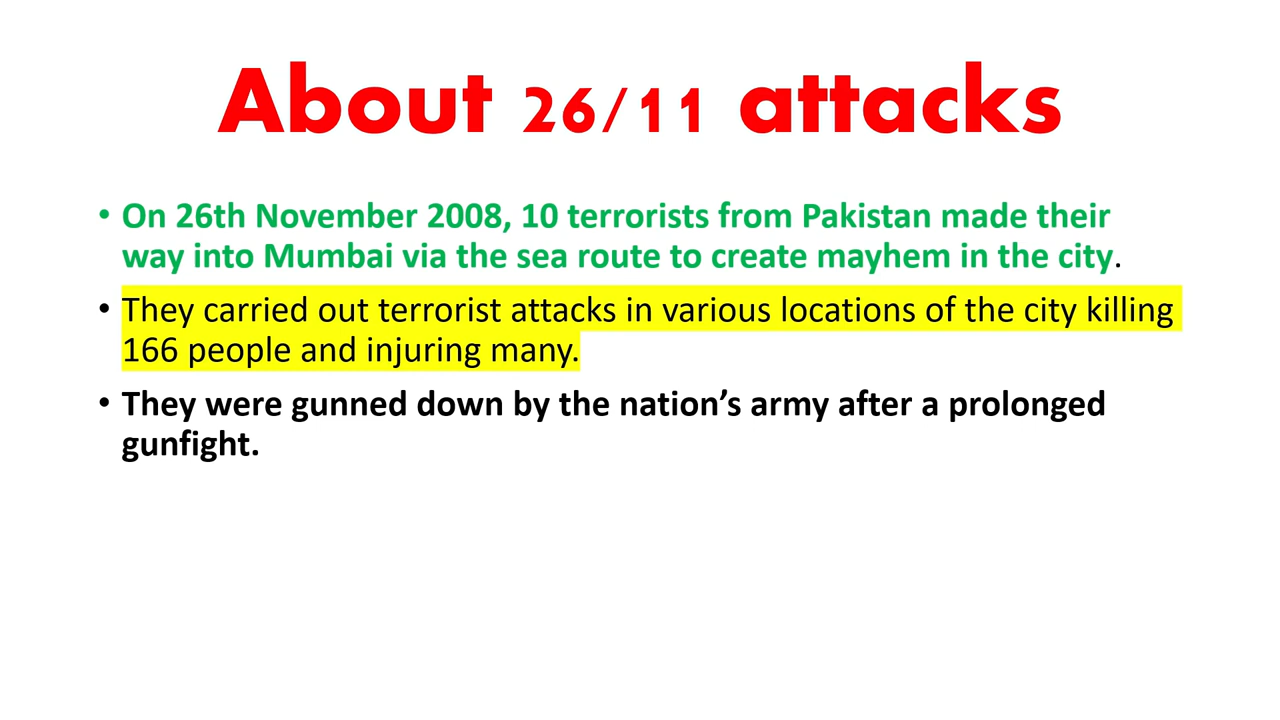 About 26/11 attacks
• On 26th November 2008, 10 terrorists from Pakistan made their
way into Mumbai via the sea route to create mayhem in the city.
• They carried out terrorist attacks in various locations of the city killing
166 people and injuring many.
• They were gunned down by the nation’s army after a prolonged
gunfight.